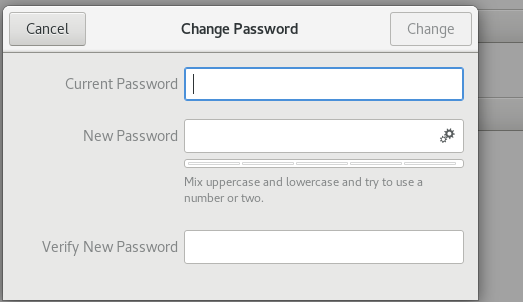 Cancel Change Password Change
Current Password
New Password
Mix uppercase and lowercase and try to use a
number or two.
Verify New Password